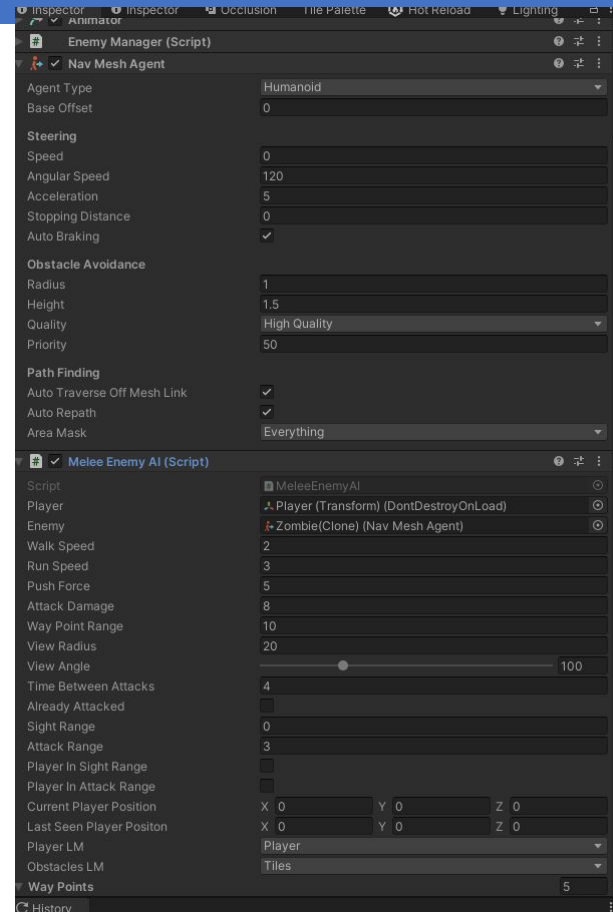 Inspector Inspector Occlusion Tile Palette Hot Reload Lighting
Animator
# Enemy Manager (Script)
Nav Mesh Agent
Agent Type Humanoid
Base Offset 0
Steering
Speed 0
Angular Speed 120
Acceleration 5
Stopping Distance 0
Auto Braking
Obstacle Avoidance
Radius 1
Height 1.5
Quality High Quality
Priority 50
Path Finding
Auto Traverse Off Mesh Link
Auto Repath
Area Mask Everything
# Melee Enemy AI (Script)
Script MeleeEnemyAI
Player Player (Transform) (DontDestroyOnLoad)
Enemy Zombie(Clone) (Nav Mesh Agent)
Walk Speed 2
Run Speed 3
Push Force 5
Attack Damage 8
Way Point Range 10
View Radius 20
View Angle 100
Time Between Attacks 4
Already Attacked
Sight Range 0
Attack Range 3
Player In Sight Range
Player In Attack Range
Current Player Position X 0 Y 0 Z 0
Last Seen Player Positon X 0 Y 0 Z 0
Player LM Player
Obstacles LM Tiles
Way Points 5
History